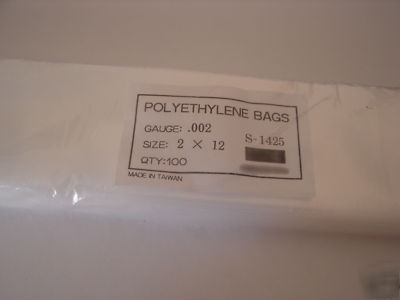 POLYETHYLENE BAGS
GAUGE: .002
SIZE: 2 × 12 S-1425
QTY:100
MADE IN TAIWAN